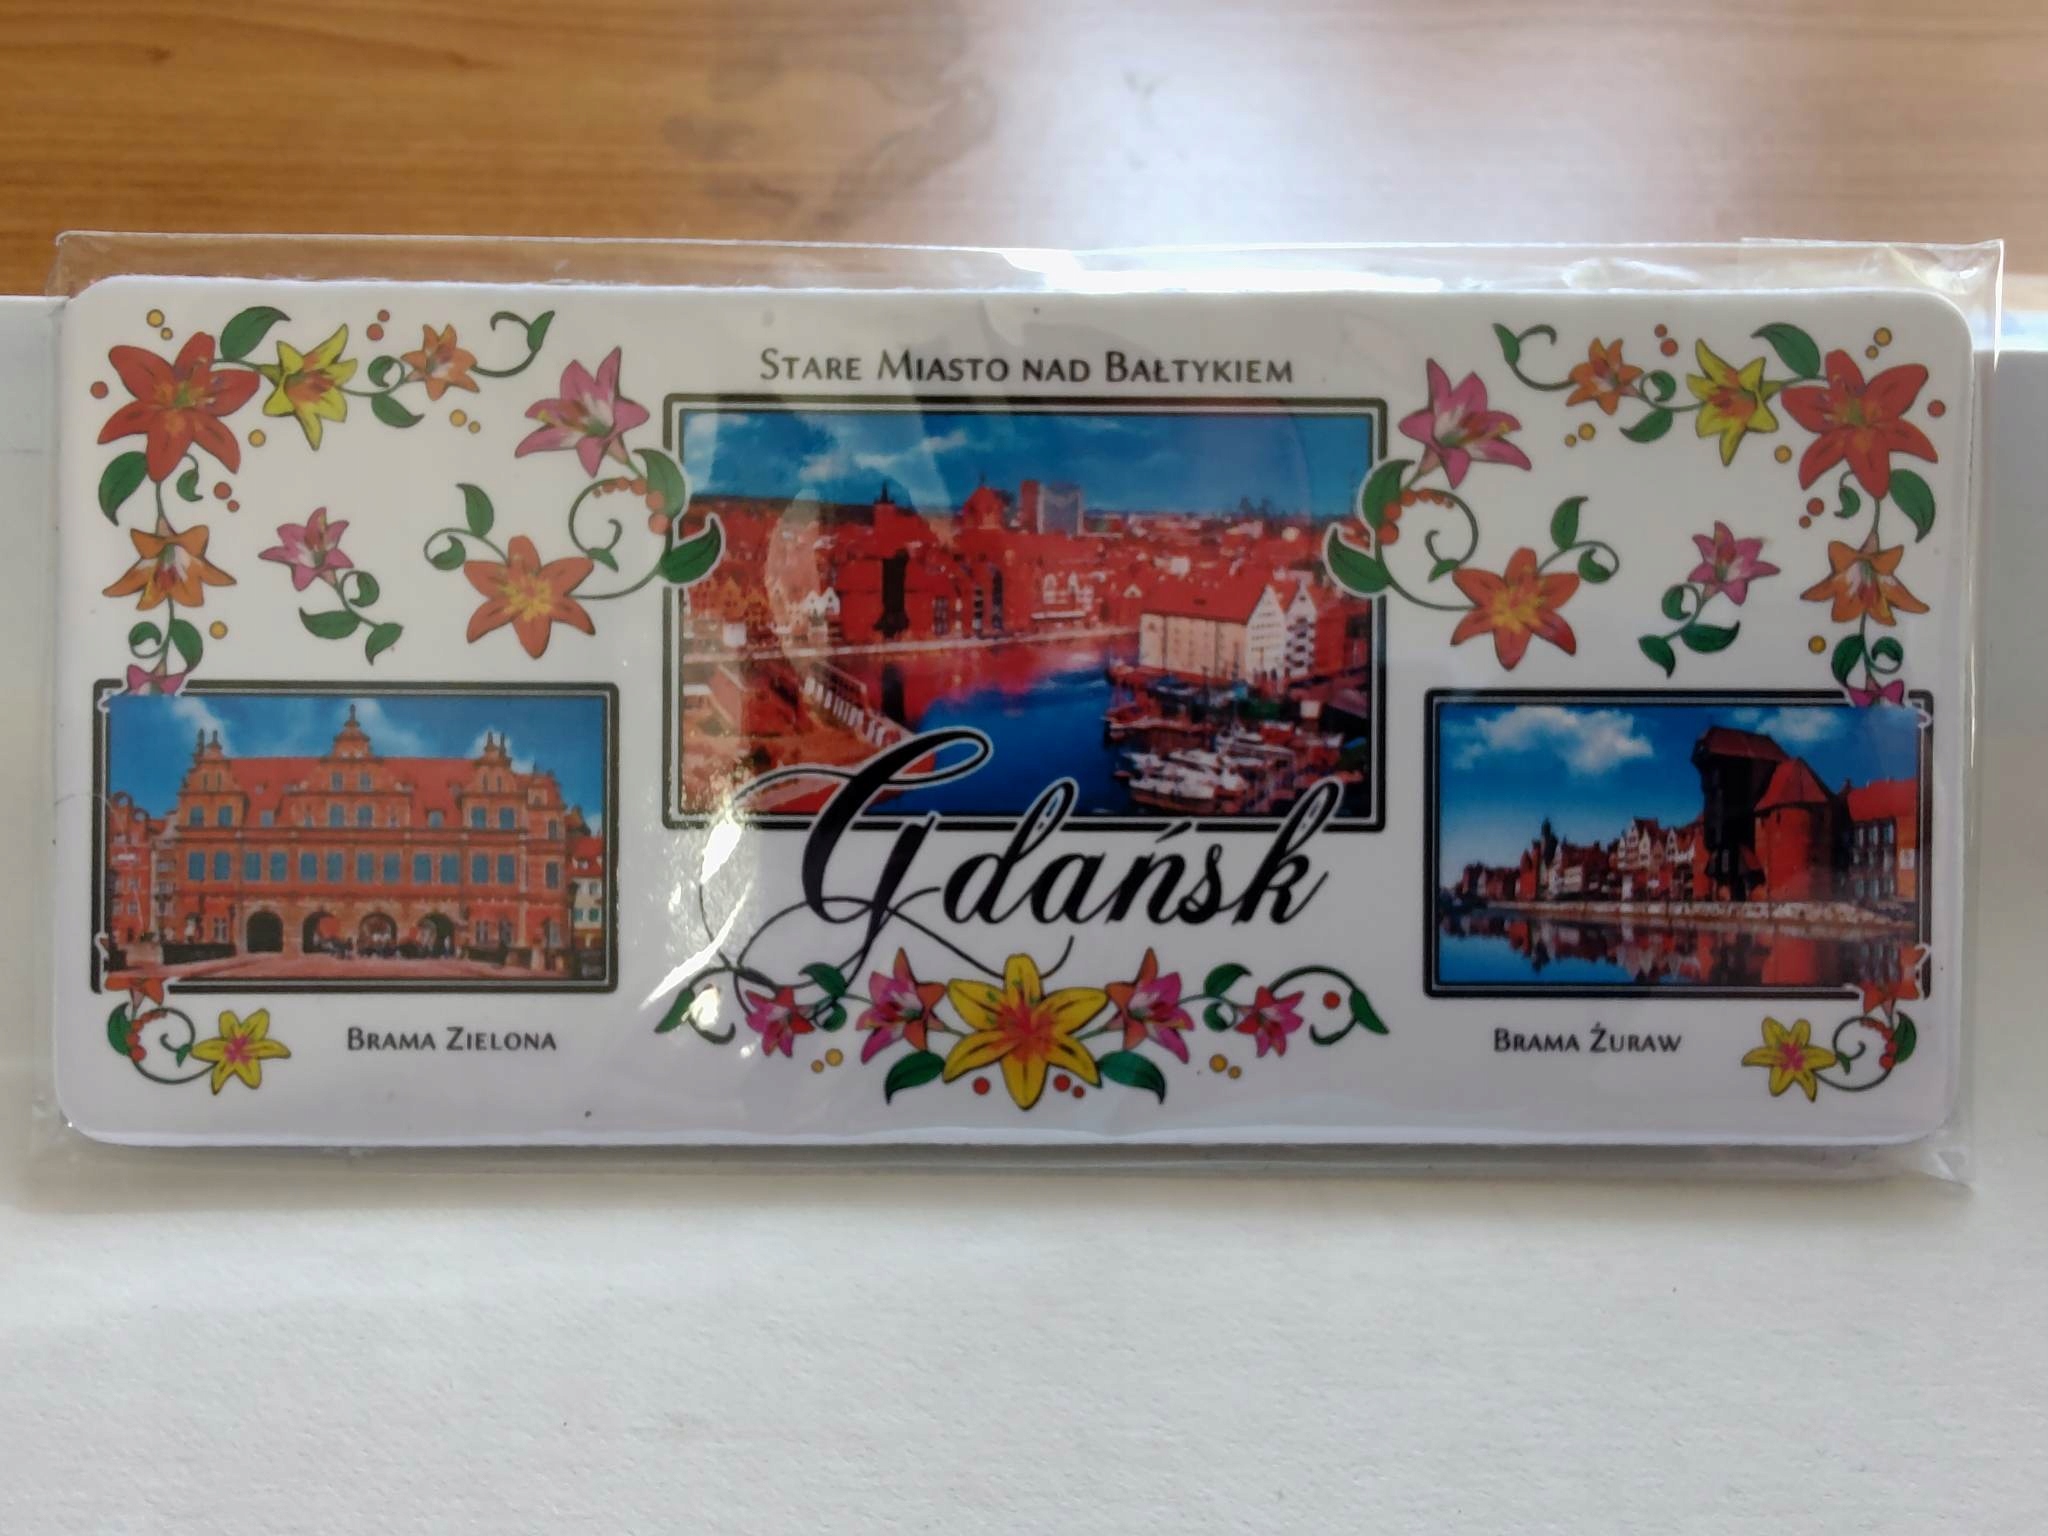 Stare Miasto nad Bałtykiem
Gdańsk
Brama Zielona
Brama Żuraw